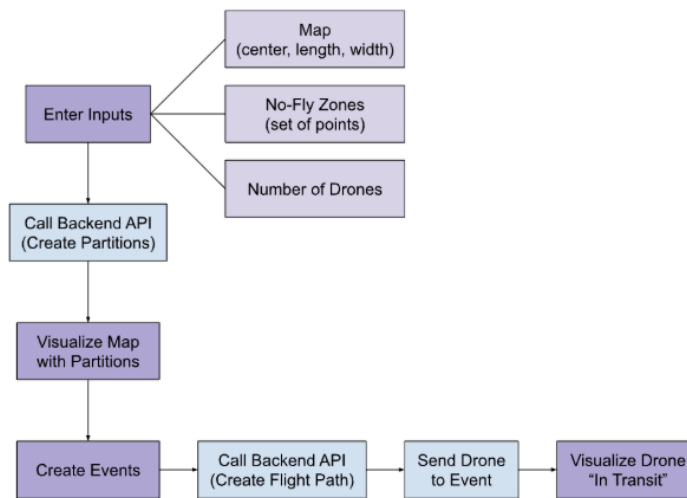 Map
(center, length, width)
Enter Inputs
No-Fly Zones
(set of points)
Number of Drones
Call Backend API
(Create Partitions)
Visualize Map
with Partitions
Create Events
Call Backend API
(Create Flight Path)
Send Drone
to Event
Visualize Drone
“In Transit”